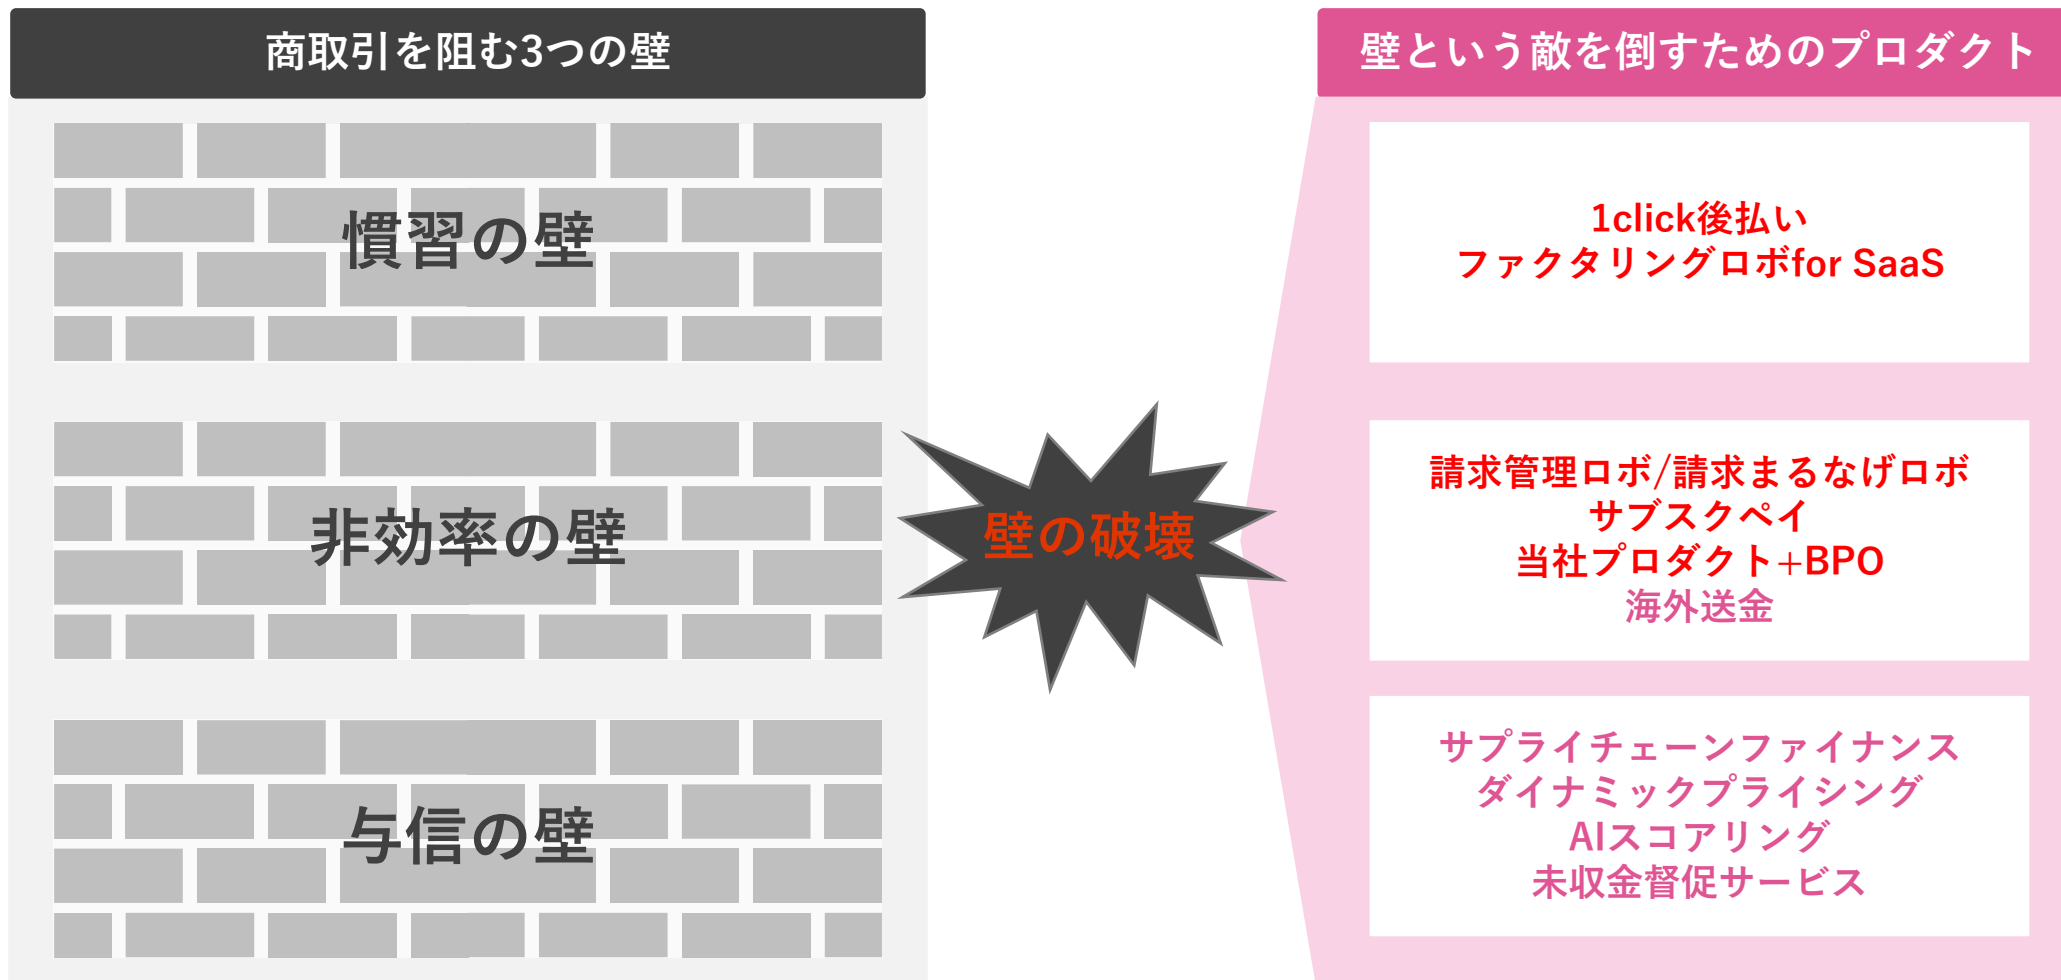 商取引を阻む3つの壁
慣習の壁
非効率の壁
与信の壁
壁の破壊
壁という敵を倒すためのプロダクト
1click後払い
ファクタリングロボfor SaaS
請求管理ロボ/請求まるなげロボ
サブスクペイ
当社プロダクト+BPO
海外送金
サプライチェーンファイナンス
ダイナミックプライシング
AIスコアリング
未収金督促サービス